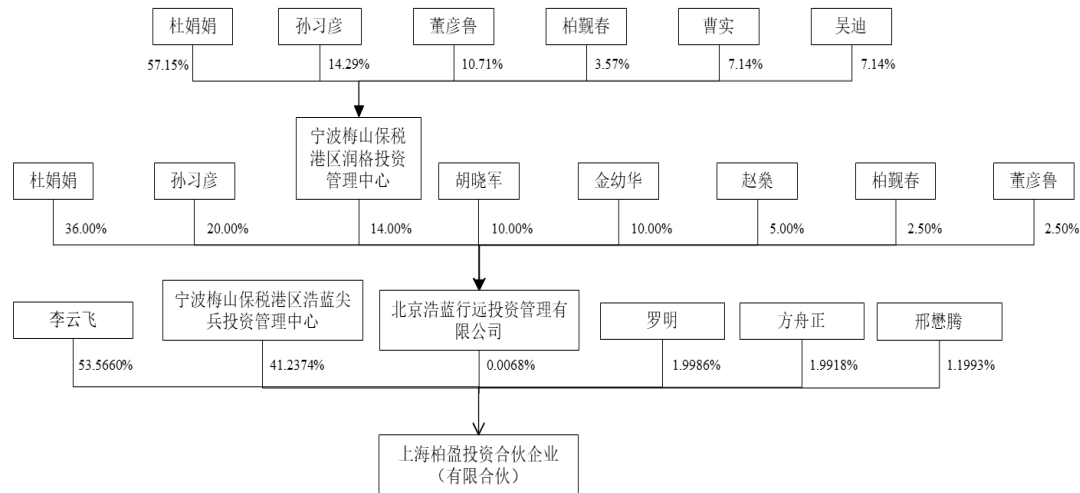 杜娟娟
孙习彦
董彦鲁
柏觐春
曹实
吴迪
57.15%
14.29%
10.71%
3.57%
7.14%
7.14%
宁波梅山保税
港区润格投资
管理中心
杜娟娟
孙习彦
胡晓军
金幼华
赵燊
柏觐春
董彦鲁
36.00%
20.00%
14.00%
10.00%
10.00%
5.00%
2.50%
2.50%
李云飞
宁波梅山保税港区浩蓝尖
兵投资管理中心
北京浩蓝行远投资管理有
限公司
罗明
方舟正
邢懋腾
53.5660%
41.2374%
0.0068%
1.9986%
1.9918%
1.1993%
上海柏盈投资合伙企业
（有限合伙）